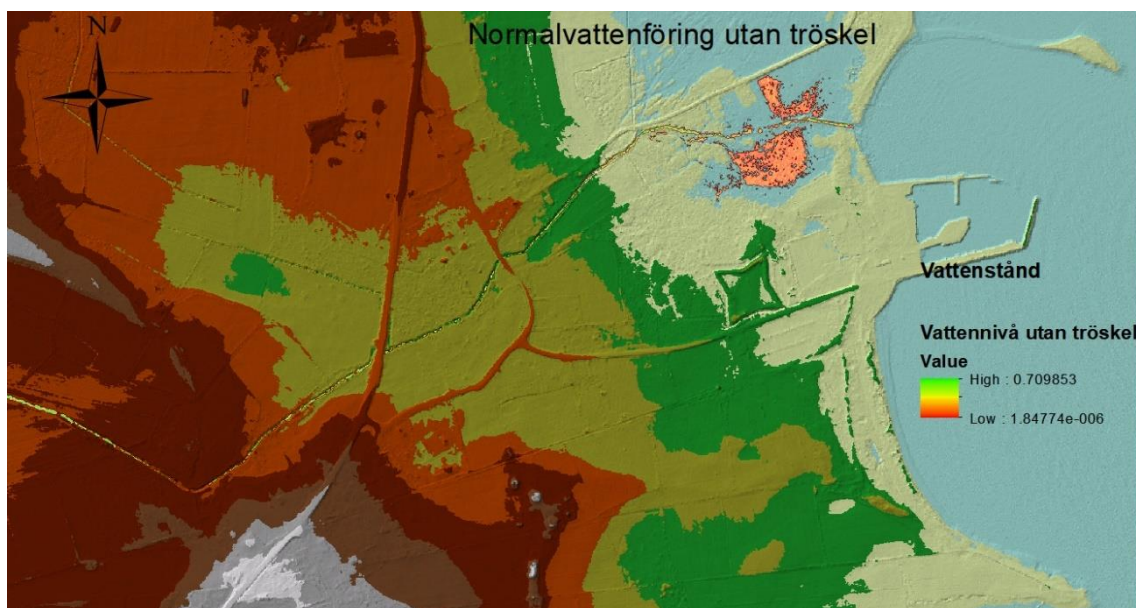 Normalvattenföring utan tröskel
N
Vattenstånd
Vattennivå utan tröskel
Value
High : 0.709853
Low : 1.84774e-006